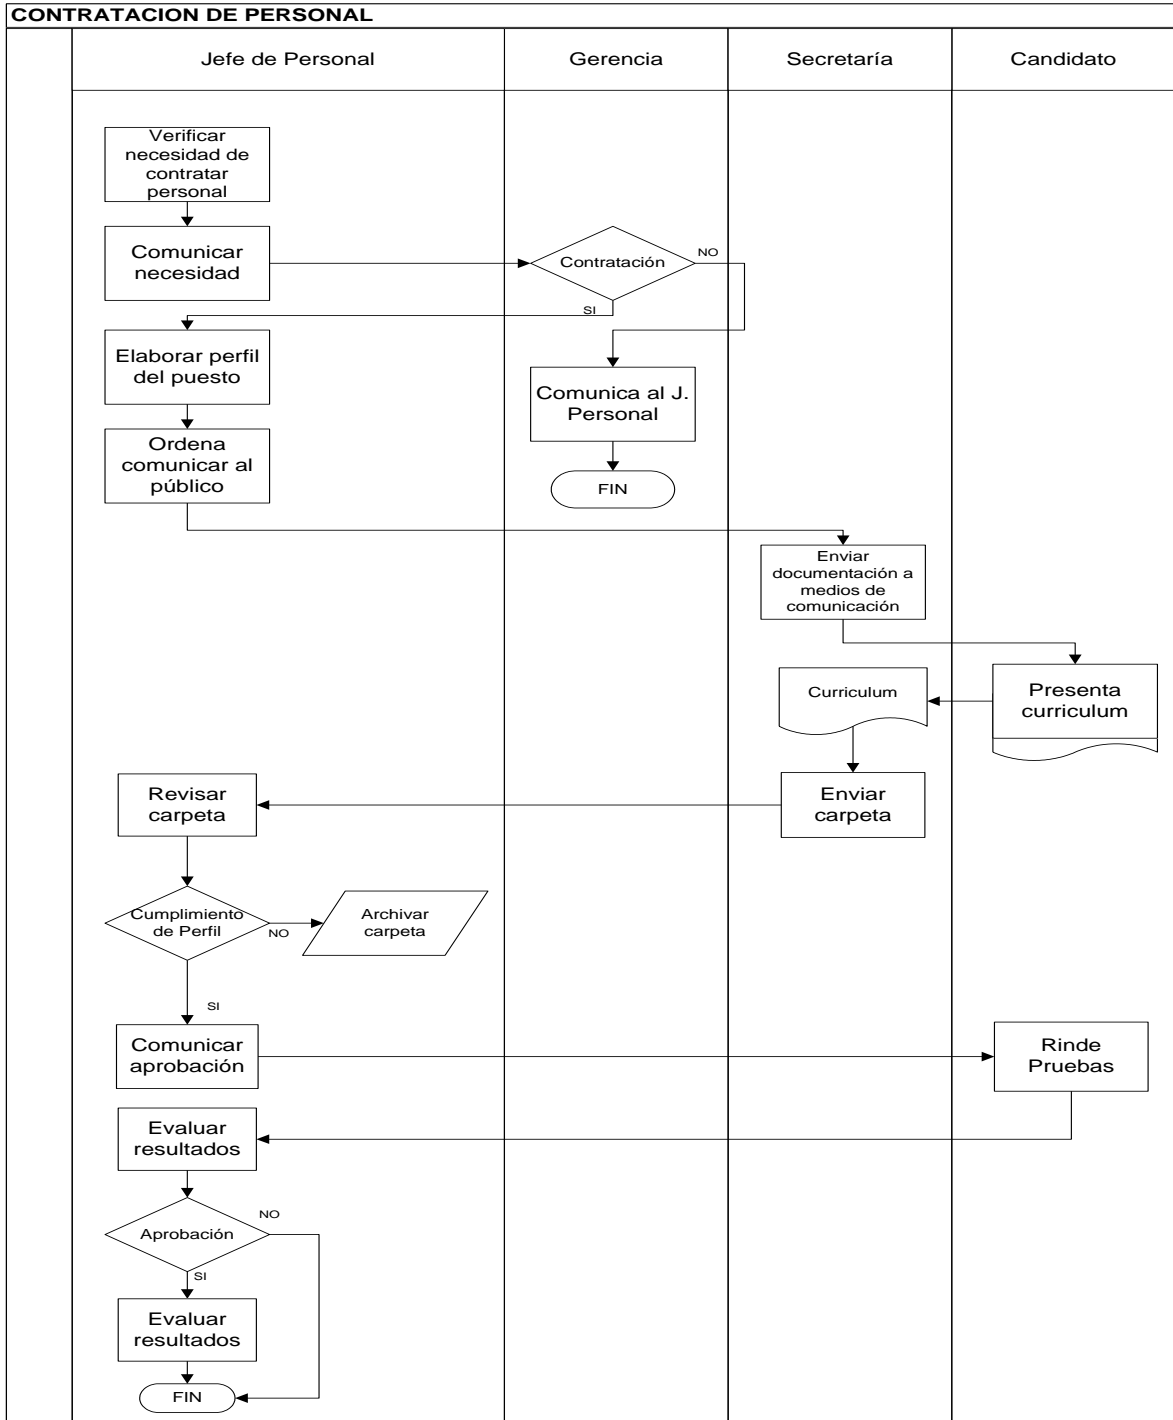 CONTRATACION DE PERSONAL
Jefe de Personal
Gerencia
Secretaría
Candidato
Verificar
necesidad de
contratar
personal
Comunicar
necesidad
Contratación
NO
SI
Elaborar perfil
del puesto
Comunica al J.
Personal
Ordena
comunicar al
público
FIN
Enviar
documentación a
medios de
comunicación
Presenta
curriculum
Curriculum
Enviar
carpeta
Revisar
carpeta
Cumplimiento
de Perfil
NO
Archivar
carpeta
SI
Comunicar
aprobación
Rinde
Pruebas
Evaluar
resultados
Aprobación
NO
SI
Evaluar
resultados
FIN